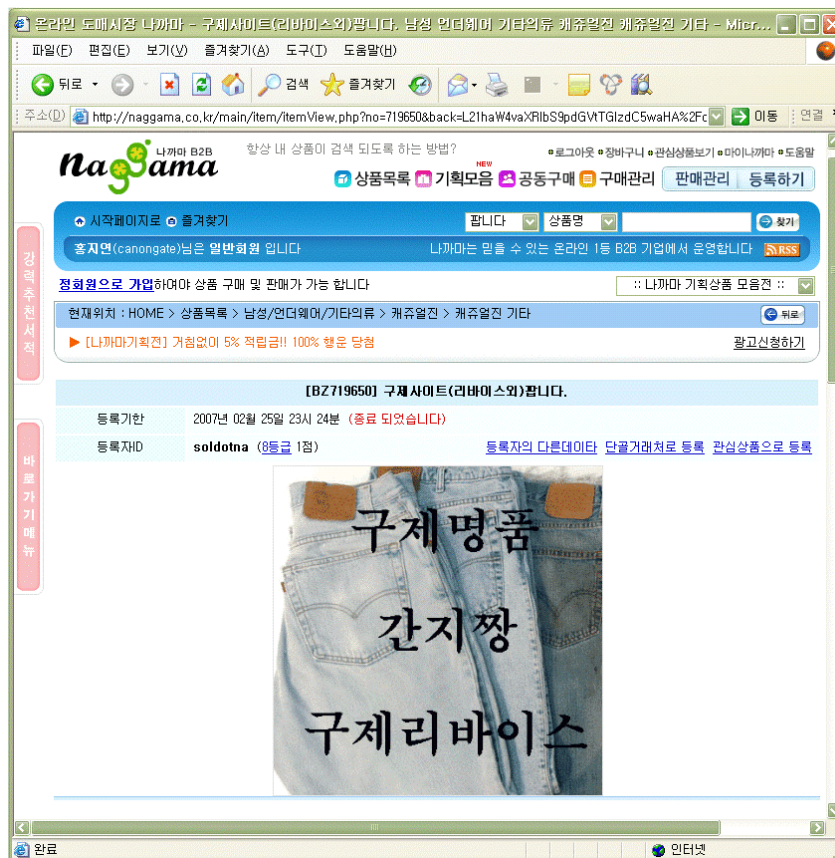 온라인 도매시장 나까마 - 구제사이트(리바이스외)팝니다. 남성 언더웨어 기타의류 캐쥬얼진 캐쥬얼진 기타 - Micr...
파일(F) 편집(E) 보기(V) 즐겨찾기(A) 도구(T) 도움말(H)
뒤로 검색 즐겨찾기
주소(D) http://naggama.co.kr/main/item/itemView.php?no=719650&back=L21haW4vaXRlbS9pdGVtTGlzdC5waHA%2Fc 이동 연결
나까마 B2B 항상 내 상품이 검색 되도록 하는 방법? 로그아웃 장바구니 관심상품보기 마이나까마 도움말
naggama
NEW
상품목록 기획모음 공동구매 구매관리 판매관리 등록하기
시작페이지로 즐겨찾기 팝니다 상품명 찾기
홍지연(canongate)님은 일반회원 입니다 나까마는 믿을 수 있는 온라인 1등 B2B 기업에서 운영합니다 RSS
정회원으로 가입하여야 상품 구매 및 판매가 가능 합니다 :: 나까마 기획상품 모음전 ::
현재위치 : HOME > 상품목록 > 남성/언더웨어/기타의류 > 캐쥬얼진 > 캐쥬얼진 기타 뒤로
▶ [나까마기획전] 거침없이 5% 적립금!! 100% 행운 당첨 광고신청하기
강력추천서적
[BZ719650] 구제사이트(리바이스외)팝니다.
등록기한 2007년 02월 25일 23시 24분 (종료 되었습니다)
등록자ID soldotna (8등급 1점) 등록자의 다른데이타 단골거래처로 등록 관심상품으로 등록
바로가기메뉴
구제명품
간지짱
구제리바이스
완료 인터넷